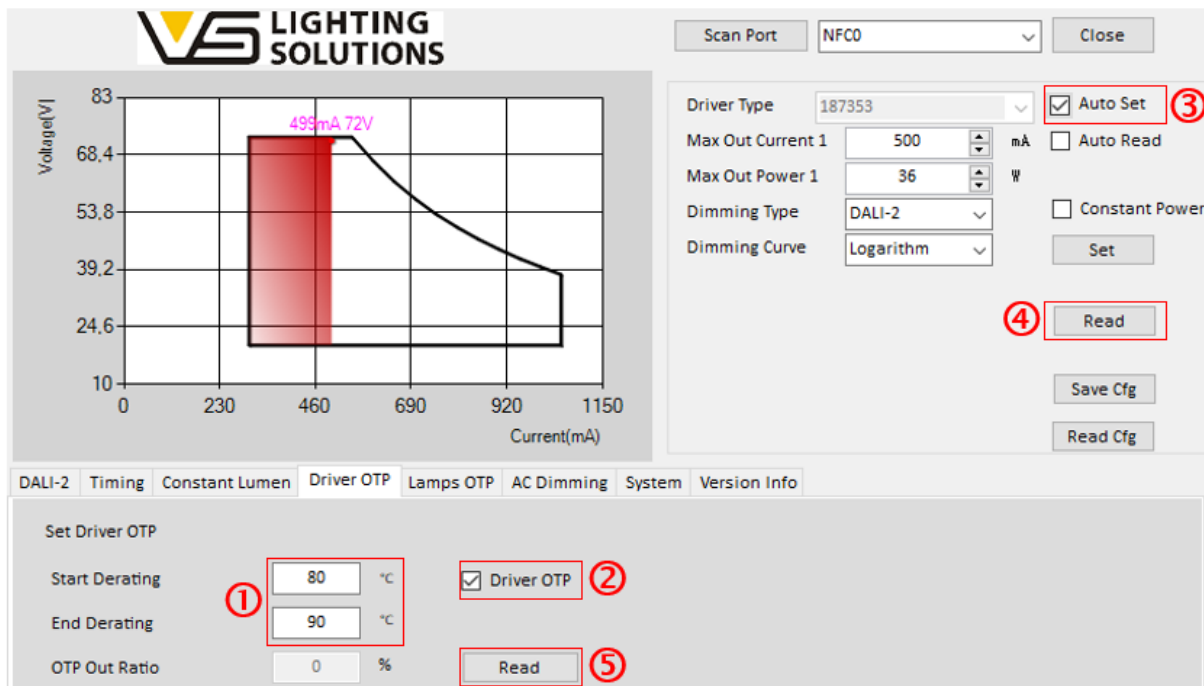 VS LIGHTING SOLUTIONS
Scan Port NFC0 Close
83
68,4
53,8
39,2
24,6
10
Voltage[V]
499mA 72V
0 230 460 690 920 1150
Current(mA)
Driver Type 187353 Auto Set ③
Max Out Current 1 500 mA Auto Read
Max Out Power 1 36 W
Dimming Type DALI-2 Constant Power
Dimming Curve Logarithm Set
④ Read
Save Cfg
Read Cfg
DALI-2 Timing Constant Lumen Driver OTP Lamps OTP AC Dimming System Version Info
Set Driver OTP
Start Derating 80 °C Driver OTP ②
①
End Derating 90 °C
OTP Out Ratio 0 % Read ⑤